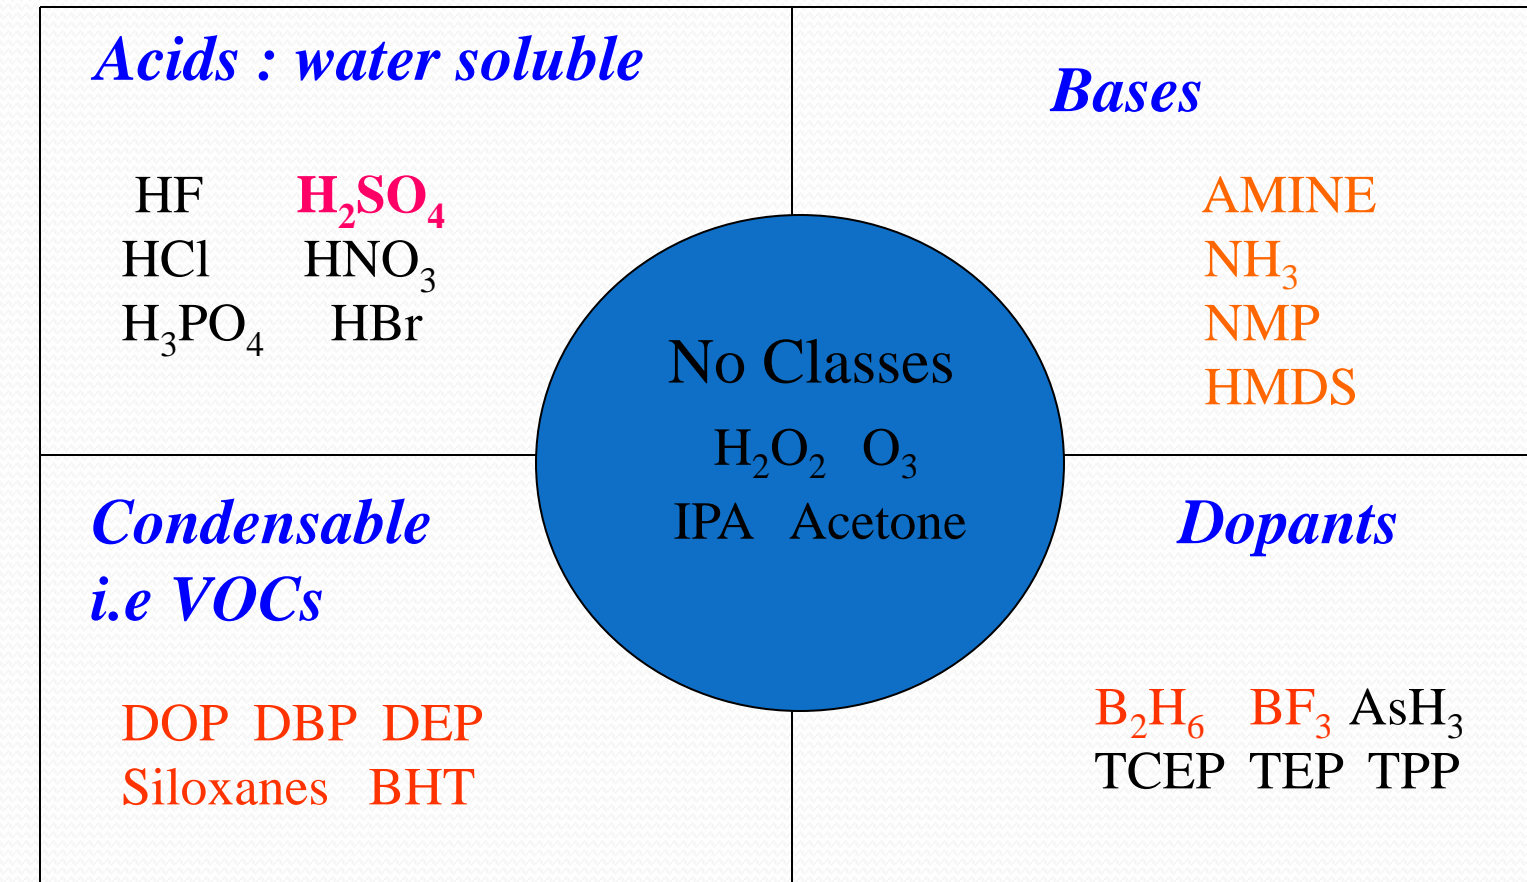 Acids : water soluble
HF H₂SO₄
HCl HNO₃
H₃PO₄ HBr
Bases
AMINE
NH₃
NMP
HMDS
No Classes
H₂O₂ O₃
IPA Acetone
Condensable
i.e VOCs
DOP DBP DEP
Siloxanes BHT
Dopants
B₂H₆ BF₃ AsH₃
TCEP TEP TPP